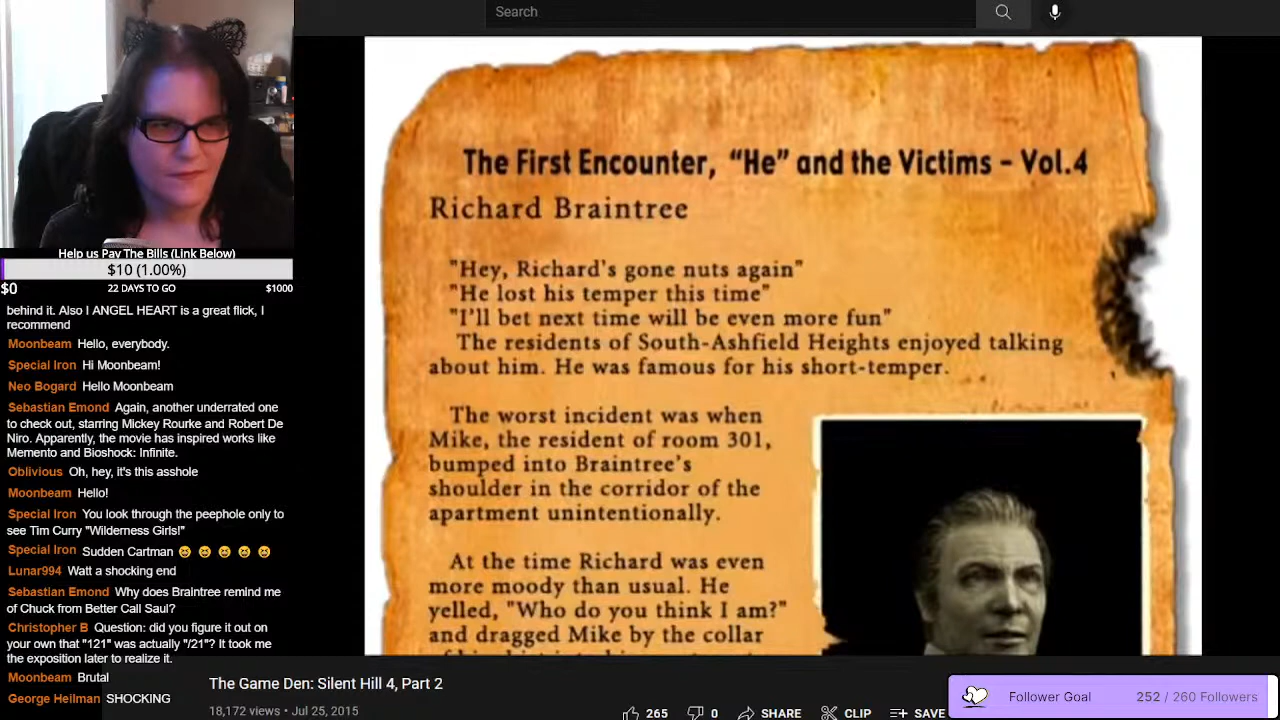 Search
The First Encounter, “He” and the Victims - Vol.4
Richard Braintree
"Hey, Richard's gone nuts again"
"He lost his temper this time"
"I'll bet next time will be even more fun"
The residents of South-Ashfield Heights enjoyed talking
about him. He was famous for his short-temper.
The worst incident was when
Mike, the resident of room 301,
bumped into Braintree's
shoulder in the corridor of the
apartment unintentionally.
At the time Richard was even
more moody than usual. He
yelled, "Who do you think I am?"
and dragged Mike by the collar
Help us Pay The Bills (Link Below)
$10 (1.00%)
$0
22 DAYS TO GO
$1000
behind it. Also I ANGEL HEART is a great flick, I
recommend
Moonbeam Hello, everybody.
Special Iron Hi Moonbeam!
Neo Bogard Hello Moonbeam
Sebastian Emond Again, another underrated one
to check out, starring Mickey Rourke and Robert De
Niro. Apparently, the movie has inspired works like
Memento and Bioshock: Infinite.
Oblivious Oh, hey, it's this asshole
Moonbeam Hello!
Special Iron You look through the peephole only to
see Tim Curry "Wilderness Girls!"
Special Iron Sudden Cartman 😆 😆 😆 😆 😆
Lunar994 Watt a shocking end
Sebastian Emond Why does Braintree remind me
of Chuck from Better Call Saul?
Christopher B Question: did you figure it out on
your own that "121" was actually "/21"? It took me
the exposition later to realize it.
Moonbeam Brutal
George Heilman SHOCKING
The Game Den: Silent Hill 4, Part 2
18,172 views • Jul 25, 2015
265
0
SHARE
CLIP
SAVE
Follower Goal
252 / 260 Followers